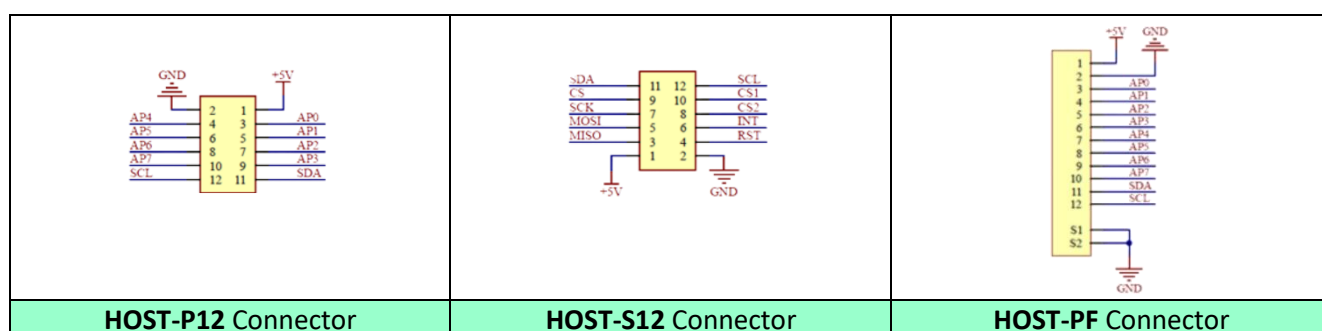 GND +5V
2 1
AP4 4 3 AP0
AP5 6 5 AP1
AP6 8 7 AP2
AP7 10 9 AP3
SCL 12 11 SDA
HOST-P12 Connector
SDA 11 12 SCL
CS 9 10 CS1
SCK 7 8 CS2
MOSI 5 6 INT
MISO 3 4 RST
1 2
+5V GND
HOST-S12 Connector
+5V GND
1
2
3 AP0
4 AP1
5 AP2
6 AP3
7 AP4
8 AP5
9 AP6
10 AP7
11 SDA
12 SCL
S1
S2
GND
HOST-PF Connector